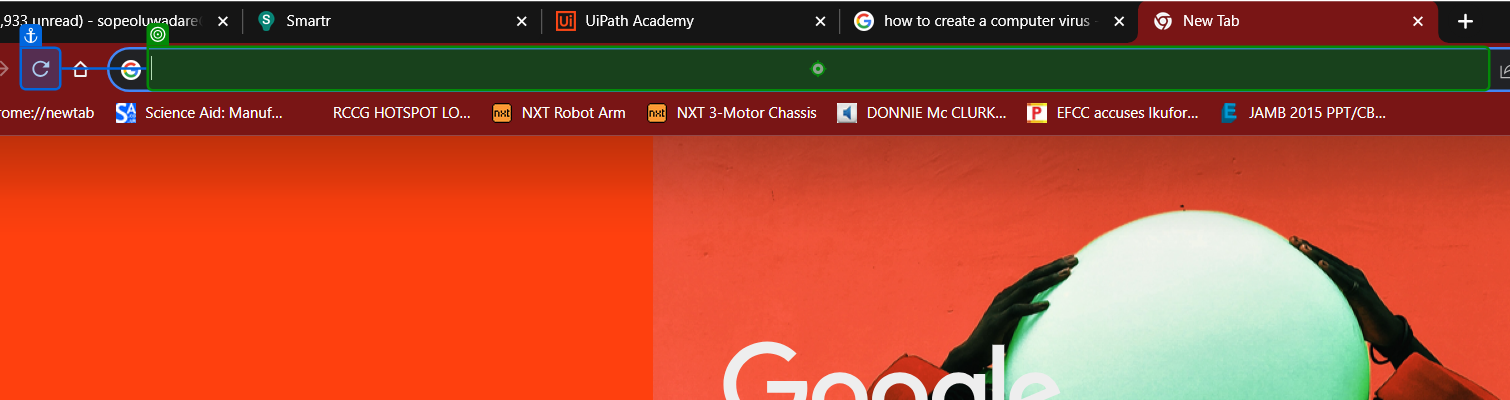 ,933 unread) - sopeoluwadare
Smartr
UiPath Academy
how to create a computer virus -
New Tab
rome://newtab
Science Aid: Manuf...
RCCG HOTSPOT LO...
NXT Robot Arm
NXT 3-Motor Chassis
DONNIE Mc CLURK...
EFCC accuses Ikufor...
JAMB 2015 PPT/CB...
Google